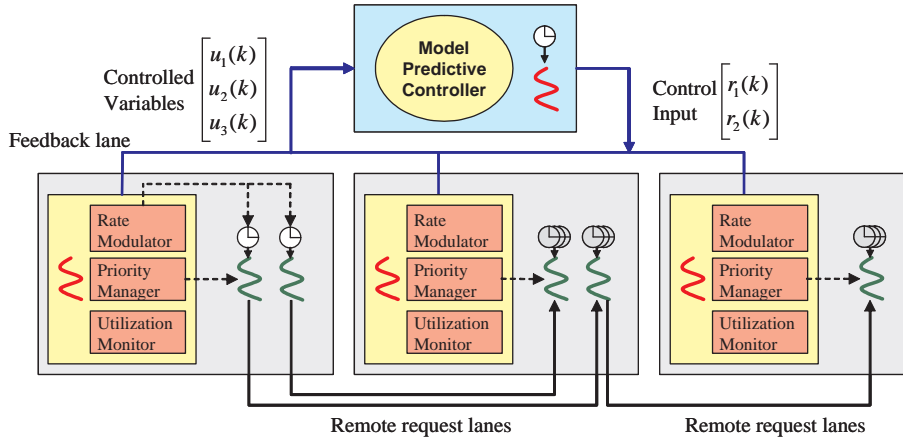 Controlled
Variables
u₁(k)
u₂(k)
u₃(k)
Model
Predictive
Controller
Control
Input
r₁(k)
r₂(k)
Feedback lane
Rate
Modulator
Priority
Manager
Utilization
Monitor
Rate
Modulator
Priority
Manager
Utilization
Monitor
Rate
Modulator
Priority
Manager
Utilization
Monitor
Remote request lanes
Remote request lanes